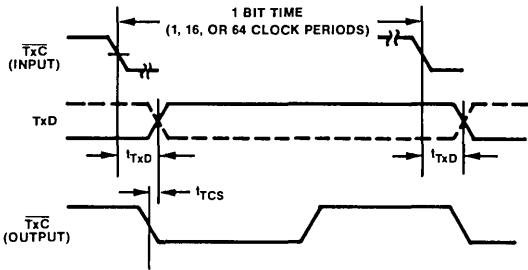 1 BIT TIME
(1, 16, OR 64 CLOCK PERIODS)
TxC
(INPUT)
TxD
tTxD
tTxD
tTCS
TxC
(OUTPUT)